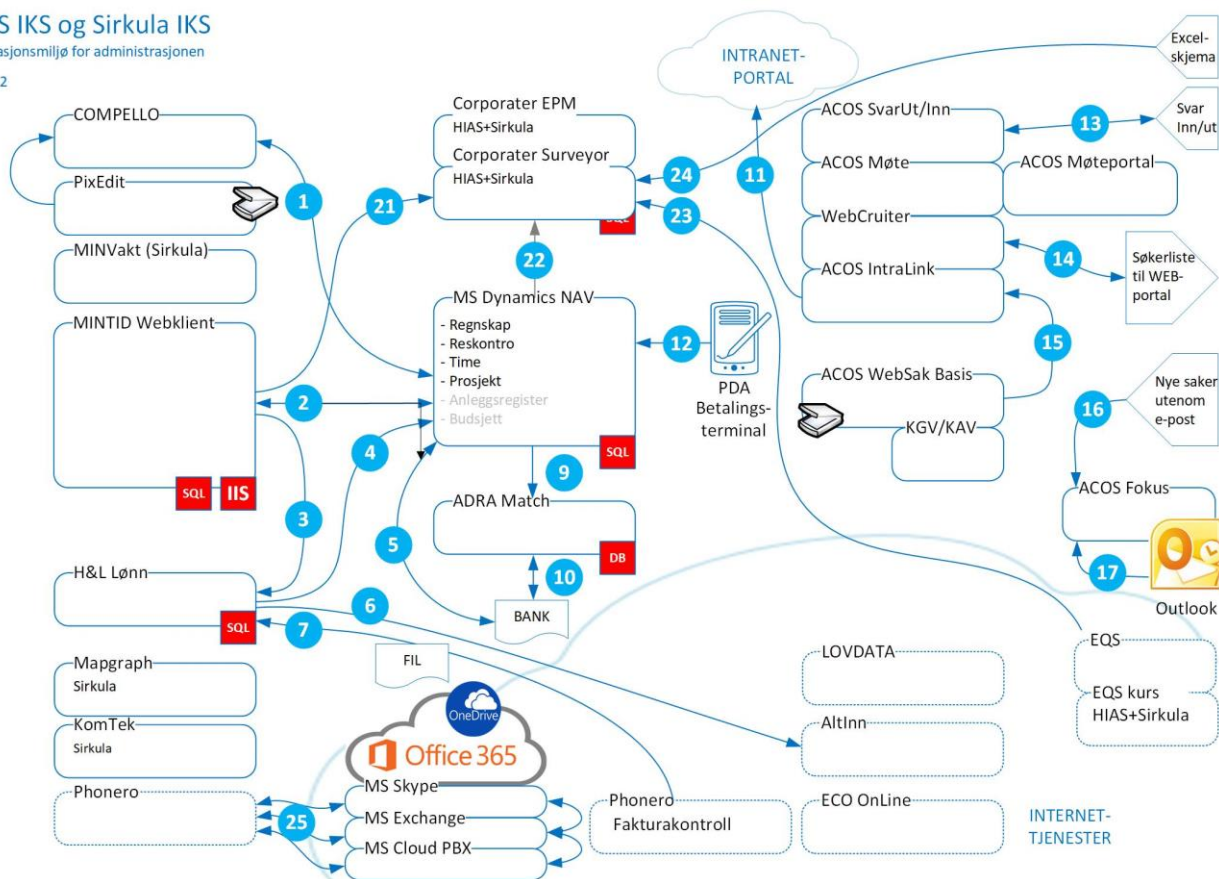 S IKS og Sirkula IKS
asjonsmiljø for administrasjonen
2
COMPELLO
PixEdit
MINVakt (Sirkula)
MINTID Webklient
SQL
IIS
H&L Lønn
SQL
Mapgraph
Sirkula
KomTek
Sirkula
Phonero
1
21
2
4
3
5
6
7
25
Corporater EPM
HIAS+Sirkula
Corporater Surveyor
HIAS+Sirkula
SQL
22
MS Dynamics NAV
- Regnskap
- Reskontro
- Time
- Prosjekt
- Anleggsregister
- Budsjett
SQL
9
ADRA Match
DB
10
BANK
FIL
OneDrive
Office 365
MS Skype
MS Exchange
MS Cloud PBX
Phonero
Fakturakontroll
INTRANET-
PORTAL
24
23
11
12
PDA
Betalings-
terminal
ACOS SvarUt/Inn
ACOS Møte
ACOS Møteportal
WebCruiter
ACOS IntraLink
13
14
15
ACOS WebSak Basis
KGV/KAV
Excel-
skjema
Svar
Inn/ut
Søkerliste
til WEB-
portal
16
Nye saker
utenom
e-post
ACOS Fokus
17
Outlook
LOVDATA
AltInn
ECO OnLine
EQS
EQS kurs
HIAS+Sirkula
INTERNET-
TJENESTER